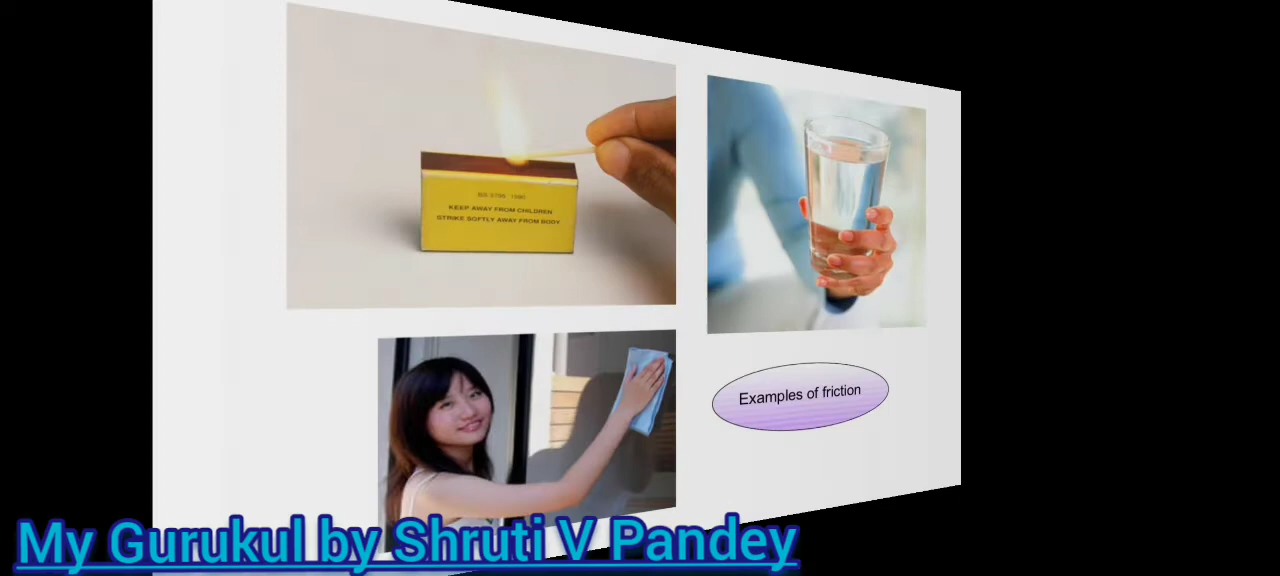 KEEP AWAY FROM CHILDREN
STRIKE SOFTLY AWAY FROM BODY
Examples of friction
My Gurukul by Shruti V Pandey